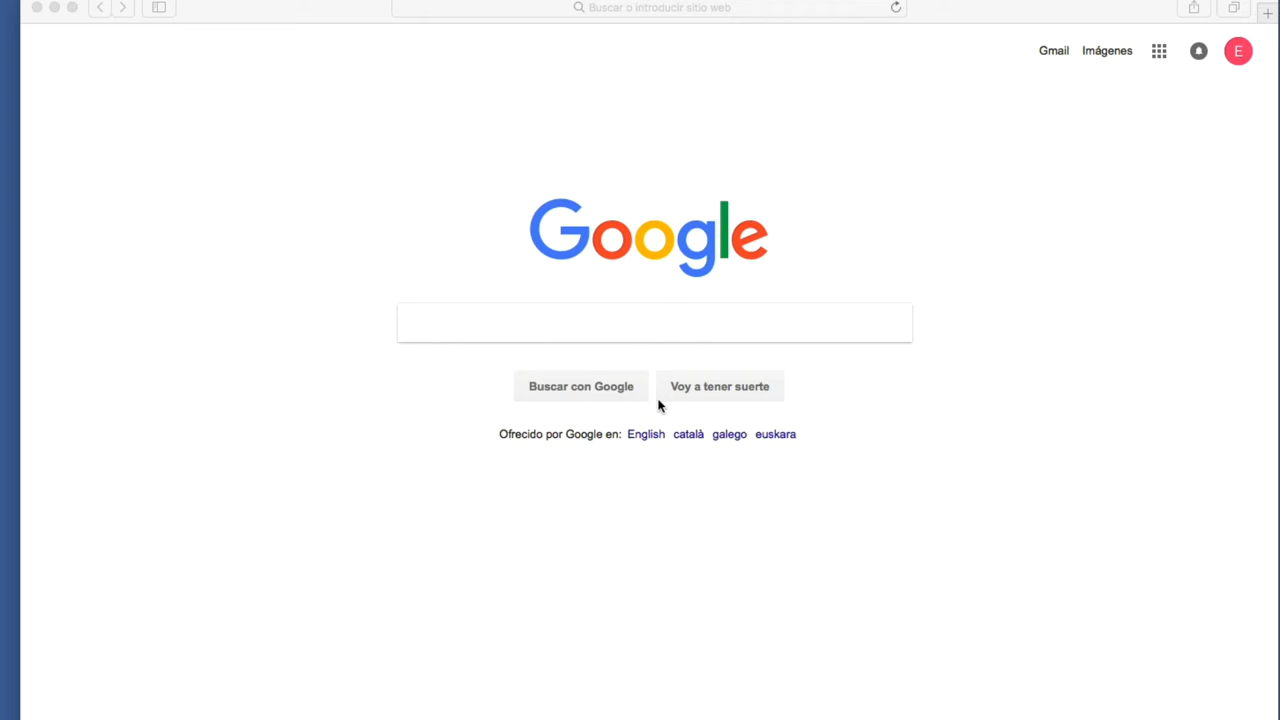 Buscar o introducir sitio web
Gmail Imágenes E
Google
Buscar con Google Voy a tener suerte
Ofrecido por Google en: English català galego euskara